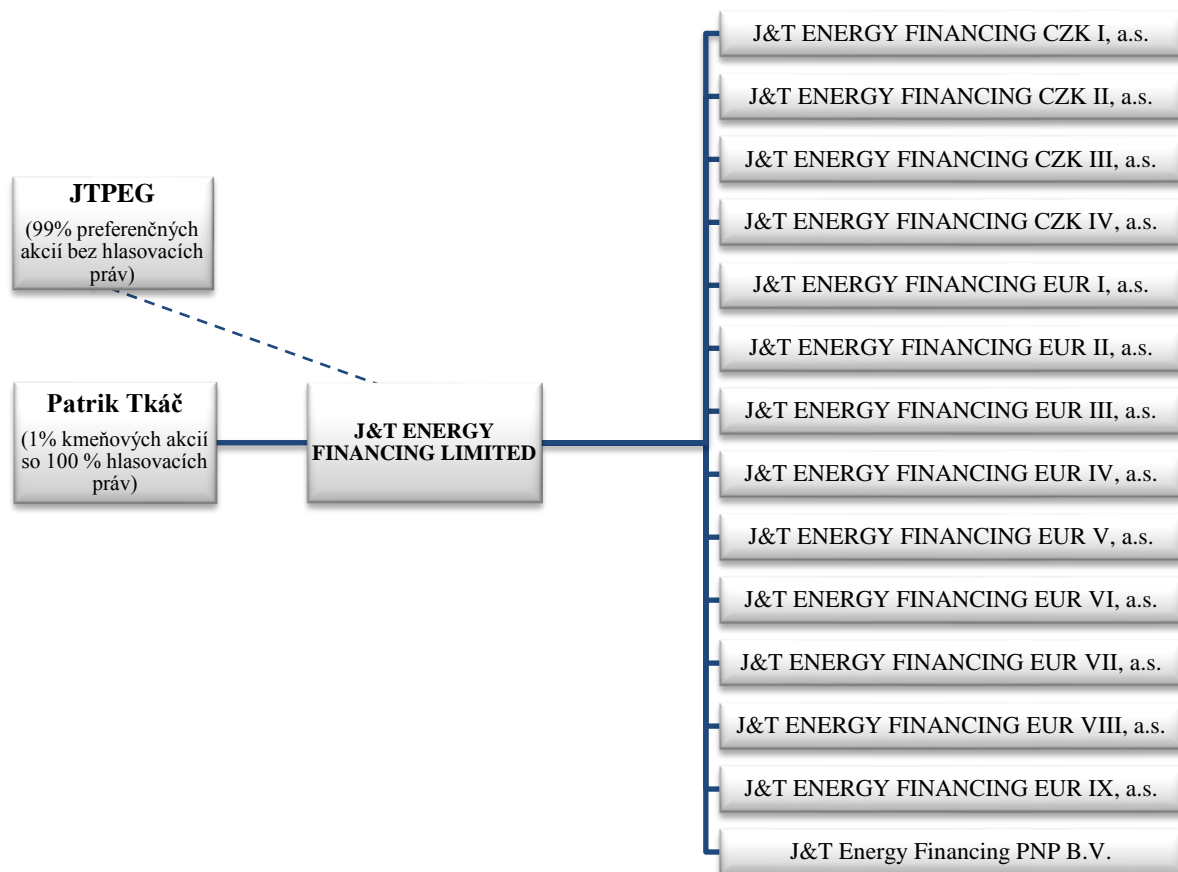 JTPEG
(99% preferenčných
akcií bez hlasovacích
práv)
Patrik Tkáč
(1% kmeňových akcií
so 100 % hlasovacích
práv)
J&T ENERGY
FINANCING LIMITED
J&T ENERGY FINANCING CZK I, a.s.
J&T ENERGY FINANCING CZK II, a.s.
J&T ENERGY FINANCING CZK III, a.s.
J&T ENERGY FINANCING CZK IV, a.s.
J&T ENERGY FINANCING EUR I, a.s.
J&T ENERGY FINANCING EUR II, a.s.
J&T ENERGY FINANCING EUR III, a.s.
J&T ENERGY FINANCING EUR IV, a.s.
J&T ENERGY FINANCING EUR V, a.s.
J&T ENERGY FINANCING EUR VI, a.s.
J&T ENERGY FINANCING EUR VII, a.s.
J&T ENERGY FINANCING EUR VIII, a.s.
J&T ENERGY FINANCING EUR IX, a.s.
J&T Energy Financing PNP B.V.